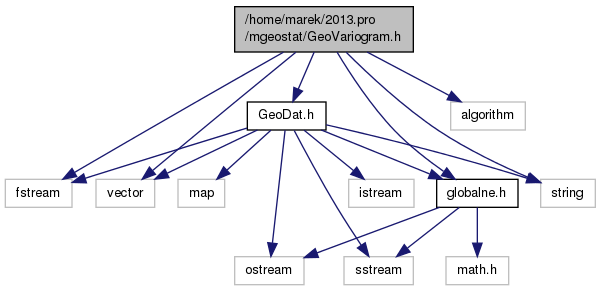 /home/marek/2013.pro
/mgeostat/GeoVariogram.h
GeoDat.h
algorithm
fstream
vector
map
istream
globalne.h
string
ostream
sstream
math.h